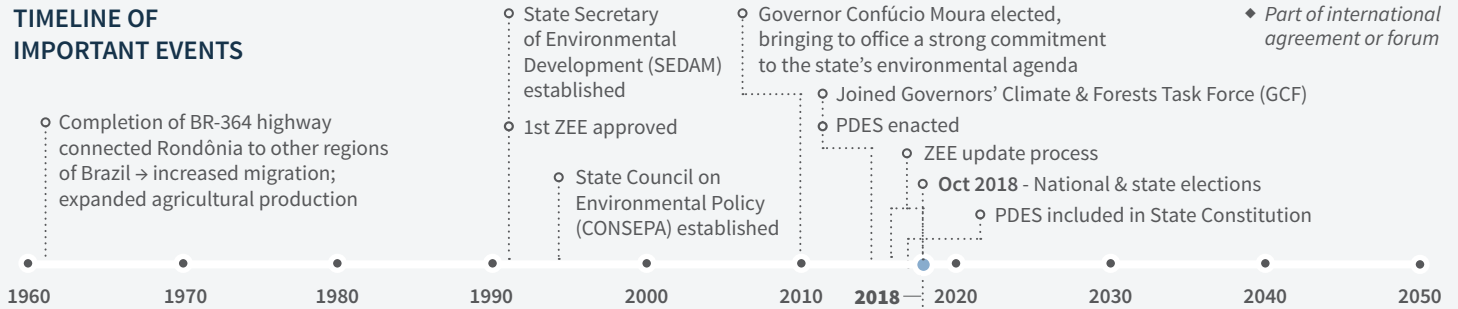 TIMELINE OF
IMPORTANT EVENTS
Completion of BR-364 highway
connected Rondônia to other regions
of Brazil → increased migration;
expanded agricultural production
State Secretary
of Environmental
Development (SEDAM)
established
1st ZEE approved
State Council on
Environmental Policy
(CONSEPA) established
Governor Confúcio Moura elected,
bringing to office a strong commitment
to the state's environmental agenda
Joined Governors' Climate & Forests Task Force (GCF)
PDES enacted
ZEE update process
Oct 2018 - National & state elections
PDES included in State Constitution
◆ Part of international
agreement or forum
1960 1970 1980 1990 2000 2010 2018 2020 2030 2040 2050